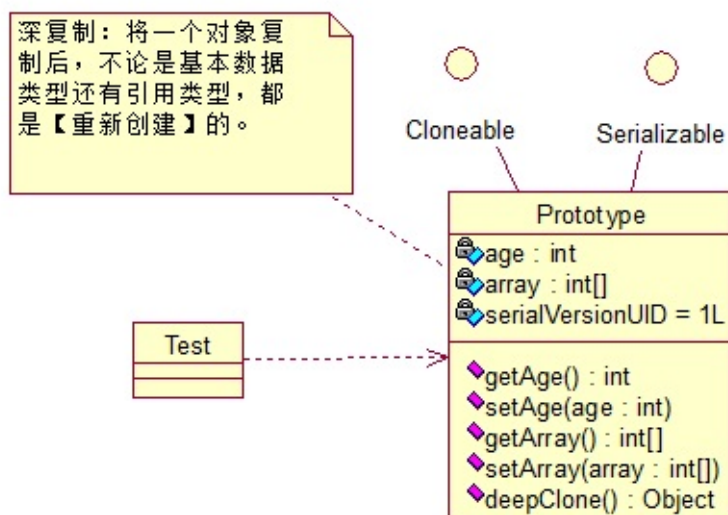 深复制：将一个对象复
制后，不论是基本数据
类型还有引用类型，都
是【重新创建】的。
Cloneable
Serializable
Prototype
age : int
array : int[]
serialVersionUID = 1L
Test
getAge() : int
setAge(age : int)
getArray() : int[]
setArray(array : int[])
deepClone() : Object